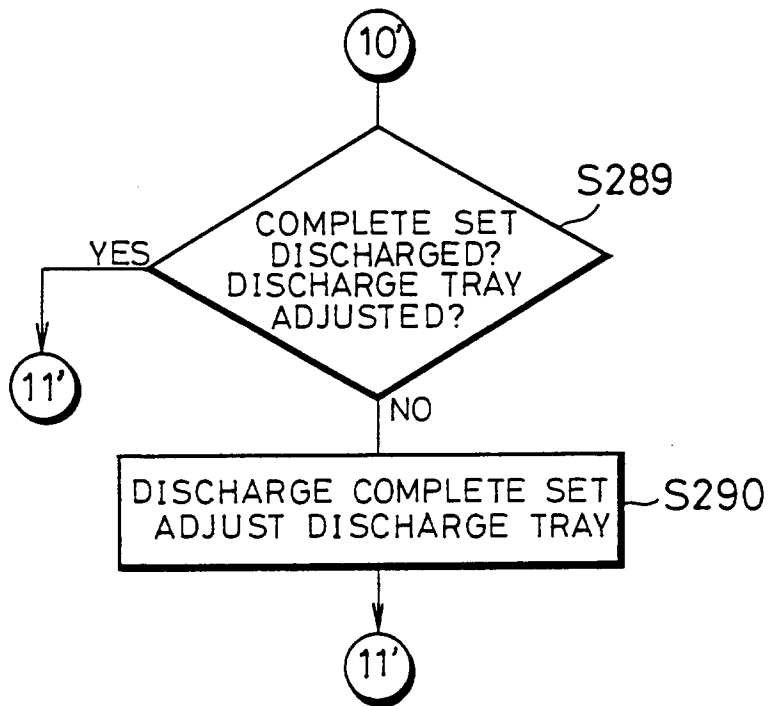 10'
S289
COMPLETE SET
DISCHARGED?
DISCHARGE TRAY
ADJUSTED?
YES
11'
NO
DISCHARGE COMPLETE SET
ADJUST DISCHARGE TRAY
S290
11'